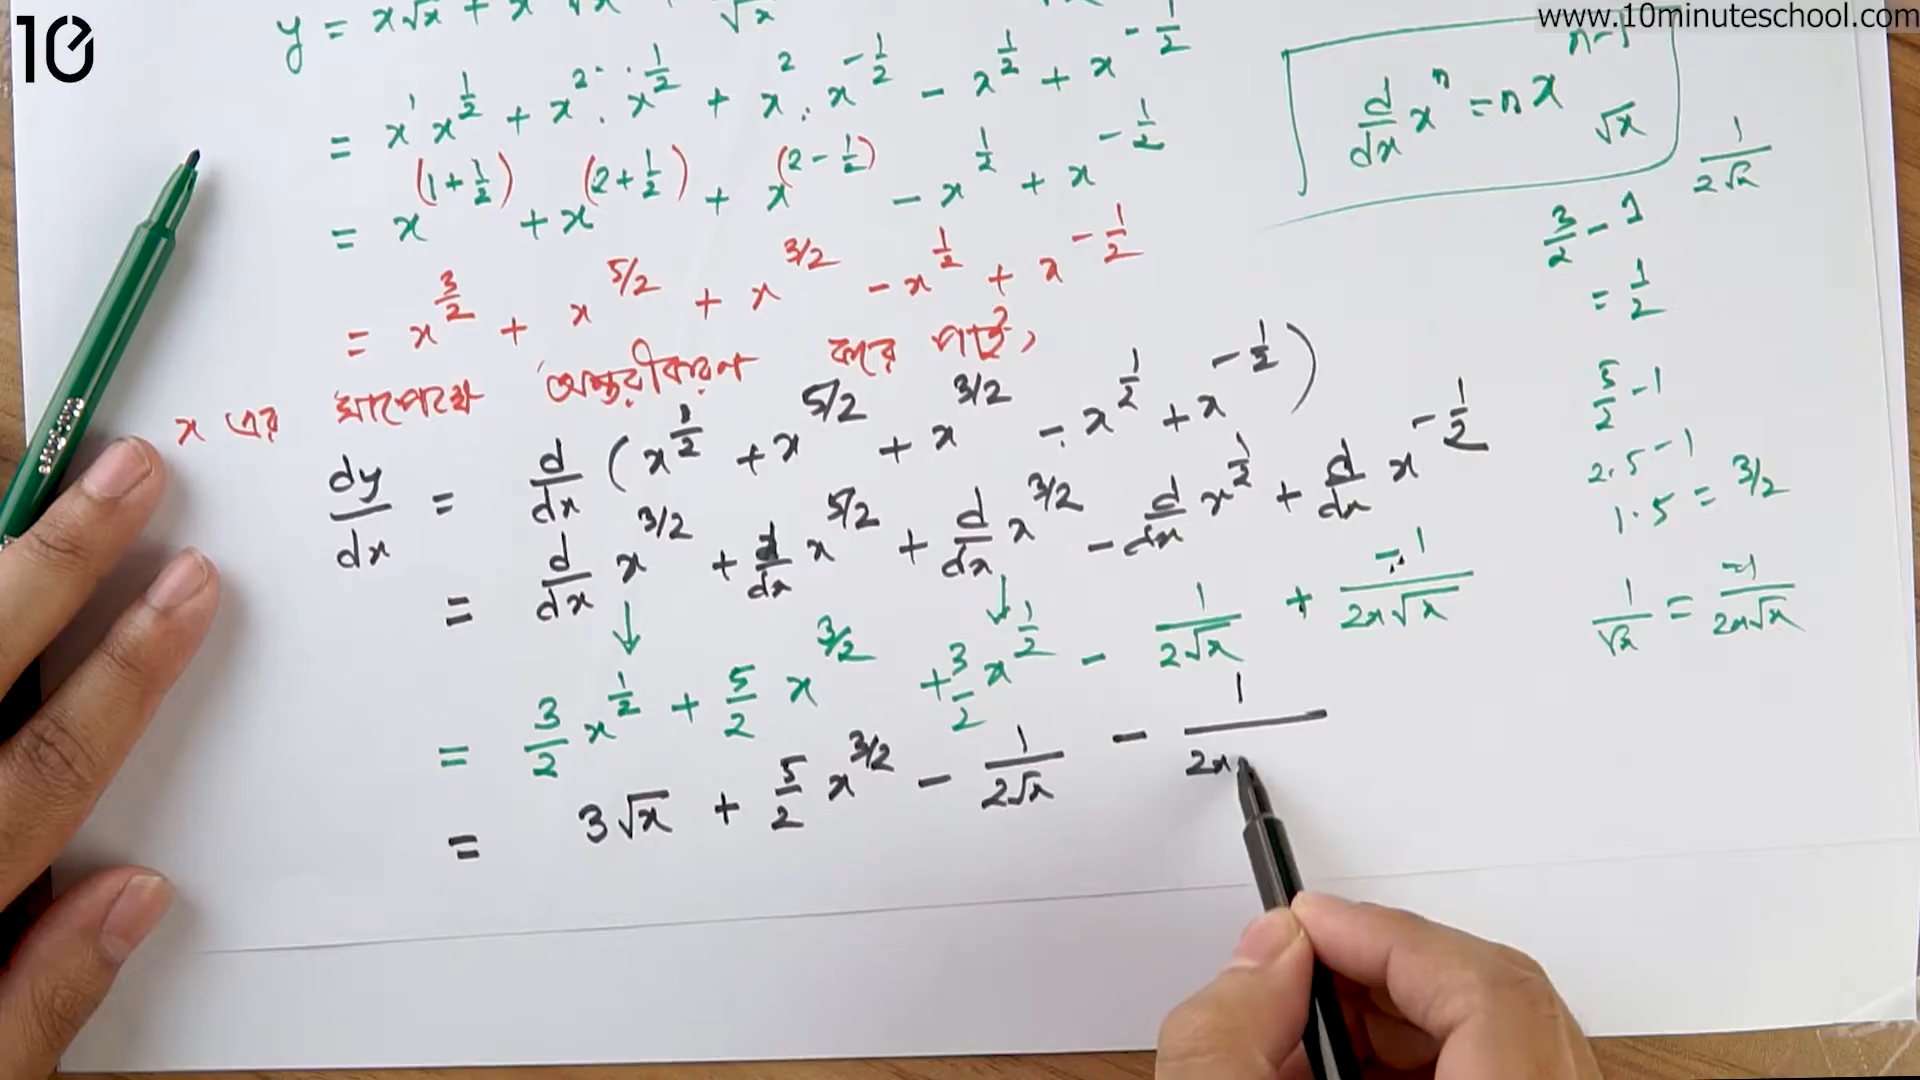 10
www.10minuteschool.com
y = x√x + x √x √x
= x¹ x^(1/2) + x² · x^(1/2) + x² · x^(-1/2) - x^(1/2) + x^(-1/2)
= x^(1+1/2) + x^(2+1/2) + x^(2-1/2) - x^(1/2) + x^(-1/2)
= x^(3/2) + x^(5/2) + x^(3/2) - x^(1/2) + x^(-1/2)
x এর সাপেক্ষে অন্তরীকরণ করে পাই,
dy/dx = d/dx (x^(1/2) + x^(5/2) + x^(3/2) - x^(1/2) + x^(-1/2))
= d/dx x^(3/2) + d/dx x^(5/2) + d/dx x^(3/2) - d/dx x^(1/2) + d/dx x^(-1/2)
= 3/2 x^(1/2) + 5/2 x^(3/2) + 3/2 x^(1/2) - 1/(2√x) + -1/(2x√x)
= 3√x + 5/2 x^(3/2) - 1/(2√x) - 1/(2x
d/dx x^n = n x^(n-1)
√x
1/(2√x)
3/2 - 1
= 1/2
5/2 - 1
2.5 - 1
1.5 = 3/2
1/√x = -1/(2x√x)